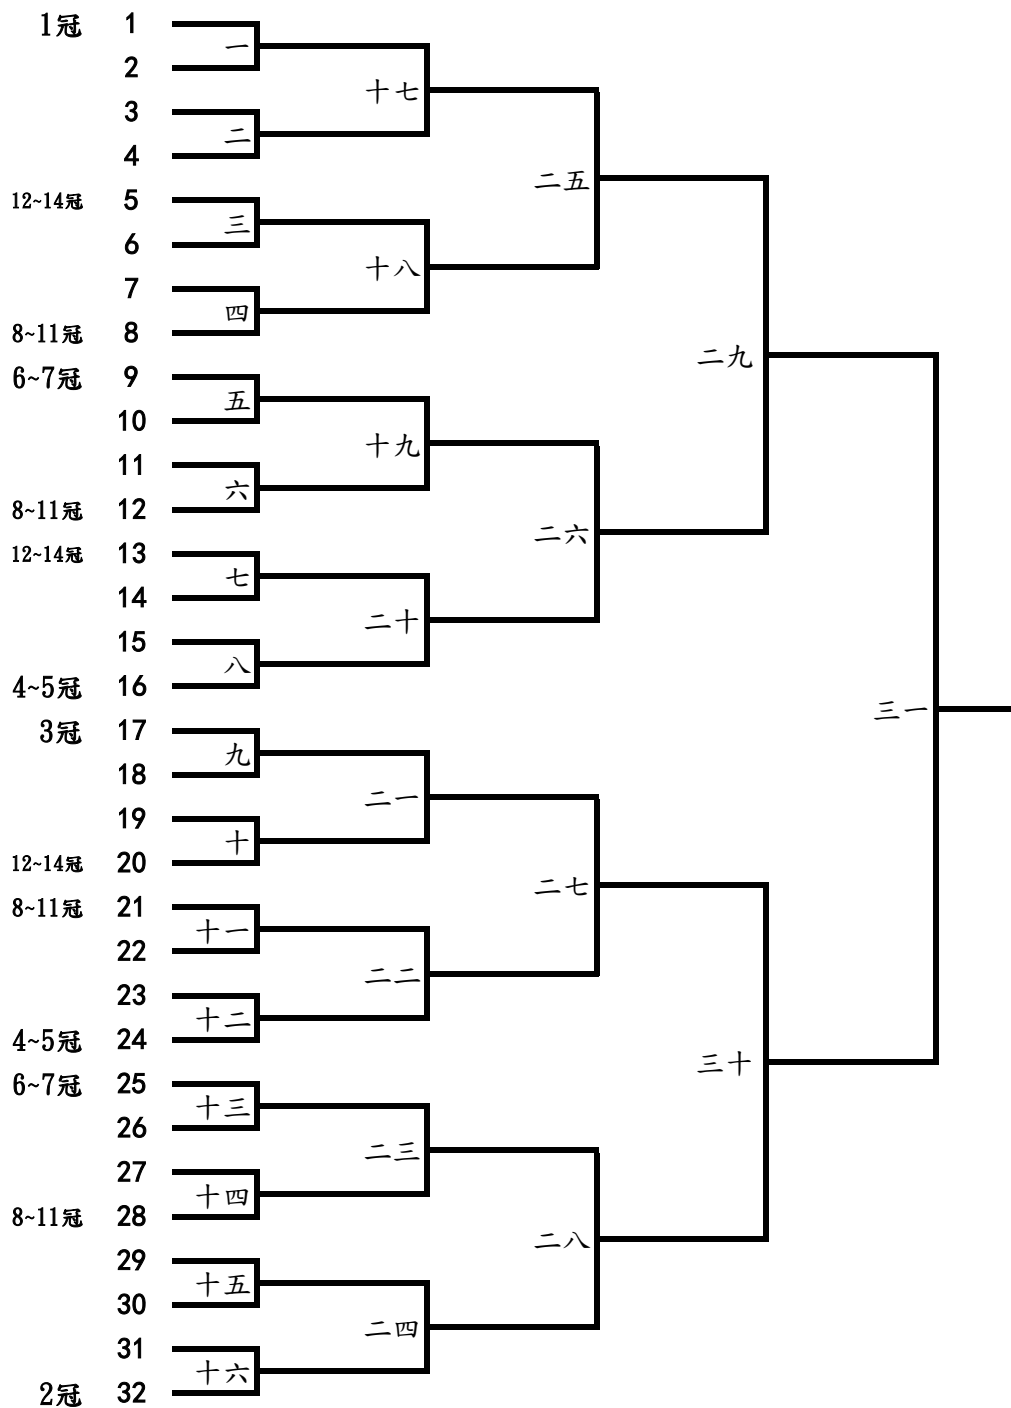 1冠 1
一
2
十七
3
二
4
二五
12~14冠 5
三
6
十八
7
四
8~11冠 8
二九
6~7冠 9
五
10
十九
11
六
8~11冠 12
二六
12~14冠 13
七
14
二十
15
八
4~5冠 16
三一
3冠 17
九
18
二一
19
十
12~14冠 20
二七
8~11冠 21
十一
22
二二
23
十二
4~5冠 24
三十
6~7冠 25
十三
26
二三
27
十四
8~11冠 28
二八
29
十五
30
二四
31
十六
2冠 32